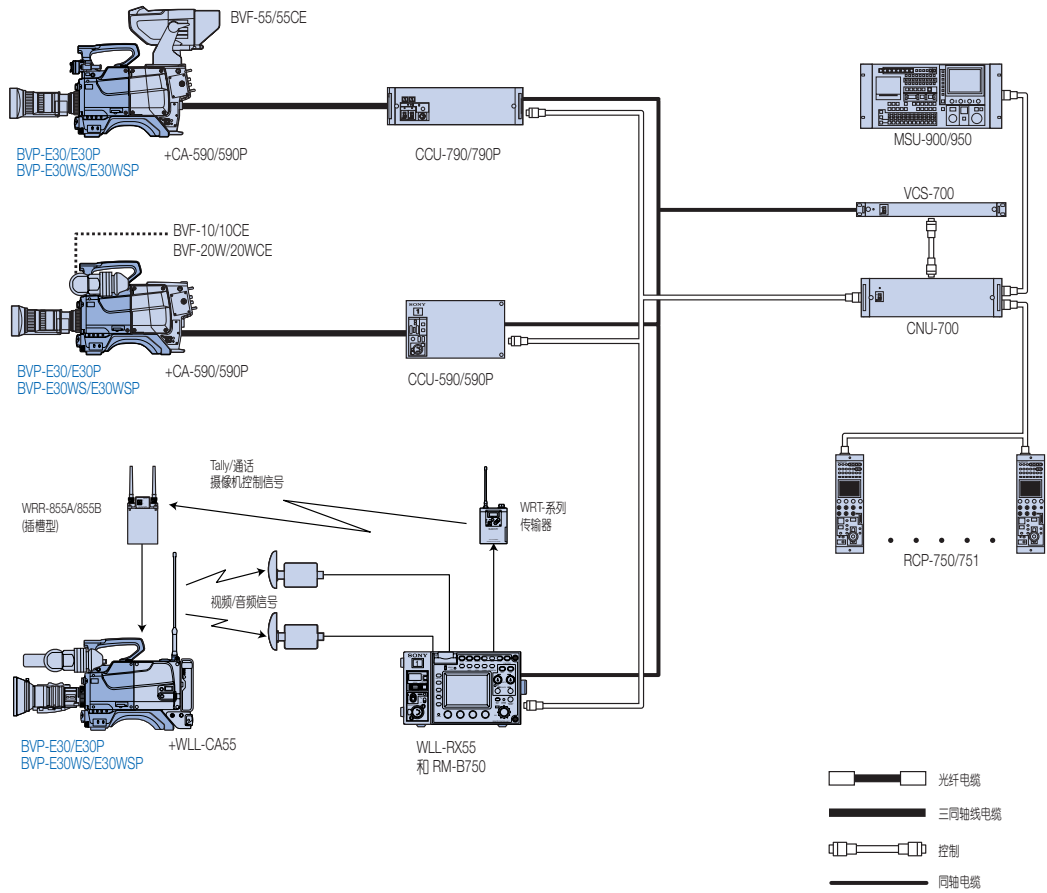 BVF-55/55CE
BVP-E30/E30P
BVP-E30WS/E30WSP
+CA-590/590P
CCU-790/790P
MSU-900/950
VCS-700
BVF-10/10CE
BVF-20W/20WCE
BVP-E30/E30P
BVP-E30WS/E30WSP
+CA-590/590P
SONY
1
CCU-590/590P
CNU-700
Tally/通话
摄像机控制信号
WRR-855A/855B
(插槽型)
WRT-系列
传输器
RCP-750/751
视频/音频信号
SONY
1
BVP-E30/E30P
BVP-E30WS/E30WSP
+WLL-CA55
WLL-RX55
和 RM-B750
光纤电缆
三同轴线电缆
控制
同轴电缆